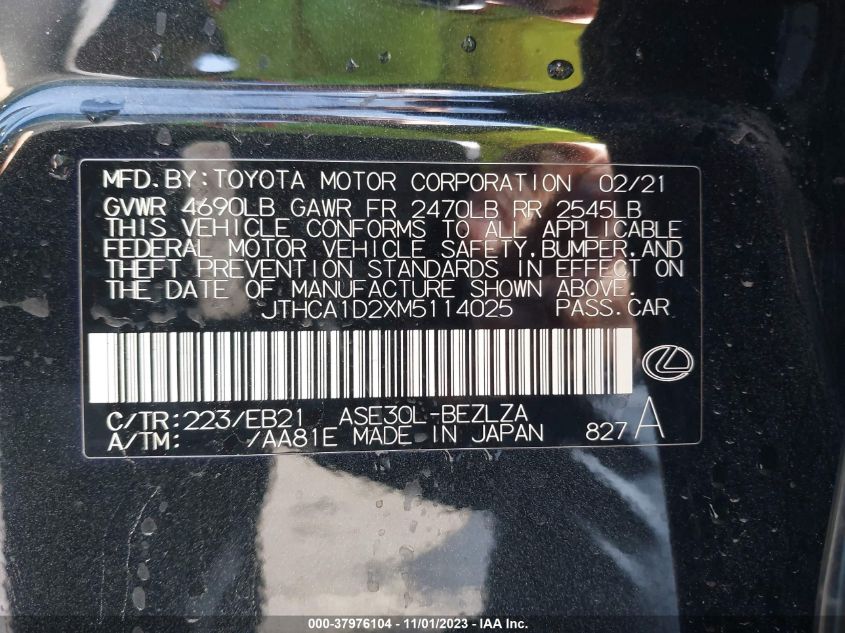 MFD.BY:TOYOTA MOTOR CORPORATION 02/21
GVWR 4690LB GAWR FR 2470LB RR 2545LB
THIS VEHICLE CONFORMS TO ALL APPLICABLE
FEDERAL MOTOR VEHICLE SAFETY,BUMPER,AND
THEFT PREVENTION STANDARDS IN EFFECT ON
THE DATE OF MANUFACTURE SHOWN ABOVE.
JTHCA1D2XM5114025 PASS.CAR
C/TR:223/EB21 ASE30L-BEZLZA
A/TM: /AA81E MADE IN JAPAN 827A
000-37976104 - 11/01/2023 - IAA Inc.